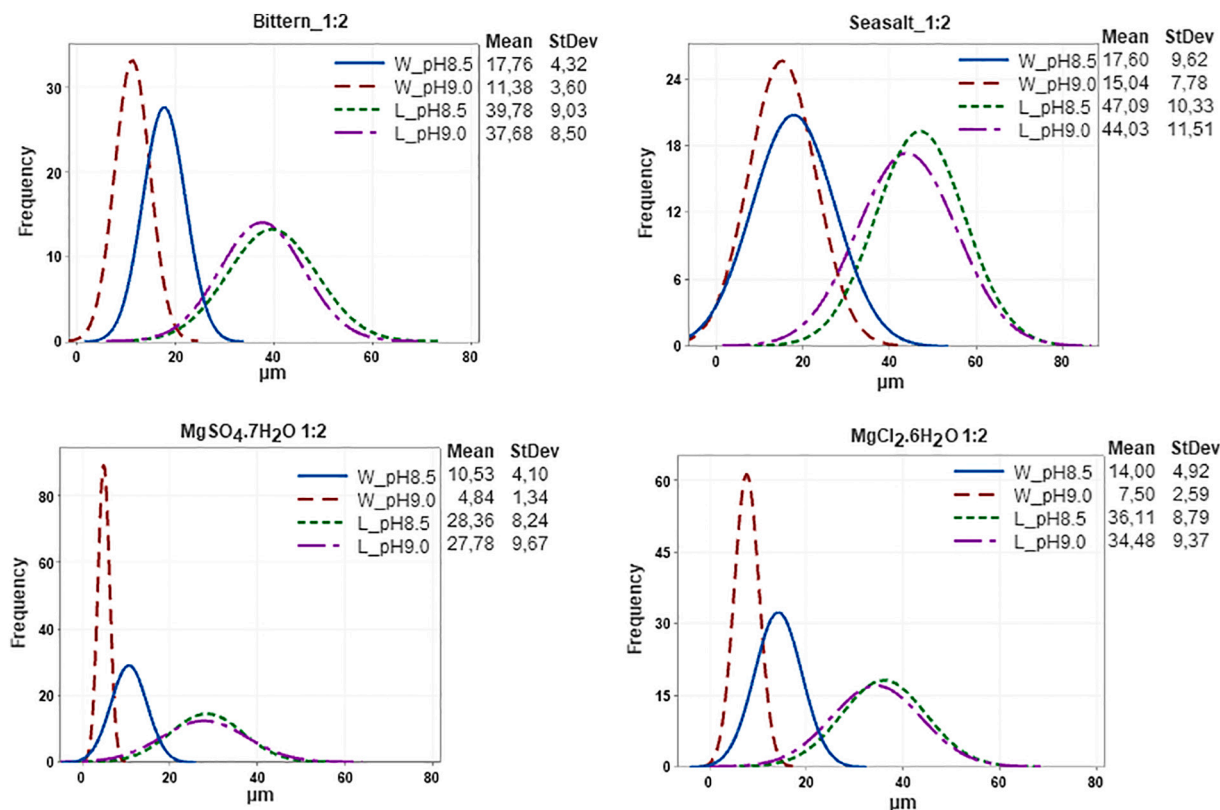 Bittern_1:2
Mean StDev
W_pH8.5 17,76 4,32
W_pH9.0 11,38 3,60
L_pH8.5 39,78 9,03
L_pH9.0 37,68 8,50
Frequency
30
20
10
0
0 20 40 60 80
µm
Seasalt_1:2
Mean StDev
W_pH8.5 17,60 9,62
W_pH9.0 15,04 7,78
L_pH8.5 47,09 10,33
L_pH9.0 44,03 11,51
Frequency
24
18
12
6
0
0 20 40 60 80
µm
MgSO4.7H2O 1:2
Mean StDev
W_pH8.5 10,53 4,10
W_pH9.0 4,84 1,34
L_pH8.5 28,36 8,24
L_pH9.0 27,78 9,67
Frequency
80
60
40
20
0
0 20 40 60 80
µm
MgCl2.6H2O 1:2
Mean StDev
W_pH8.5 14,00 4,92
W_pH9.0 7,50 2,59
L_pH8.5 36,11 8,79
L_pH9.0 34,48 9,37
Frequency
60
45
30
15
0
0 20 40 60 80
µm